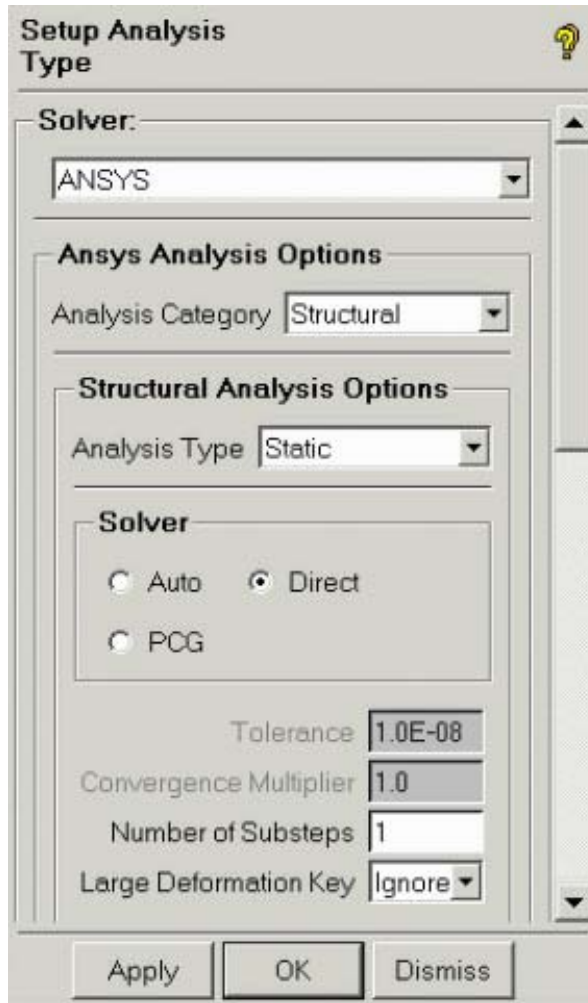 Setup Analysis
Type
Solver:
ANSYS
Ansys Analysis Options
Analysis Category Structural
Structural Analysis Options
Analysis Type Static
Solver
Auto Direct
PCG
Tolerance 1.0E-08
Convergence Multiplier 1.0
Number of Substeps 1
Large Deformation Key Ignore
Apply OK Dismiss